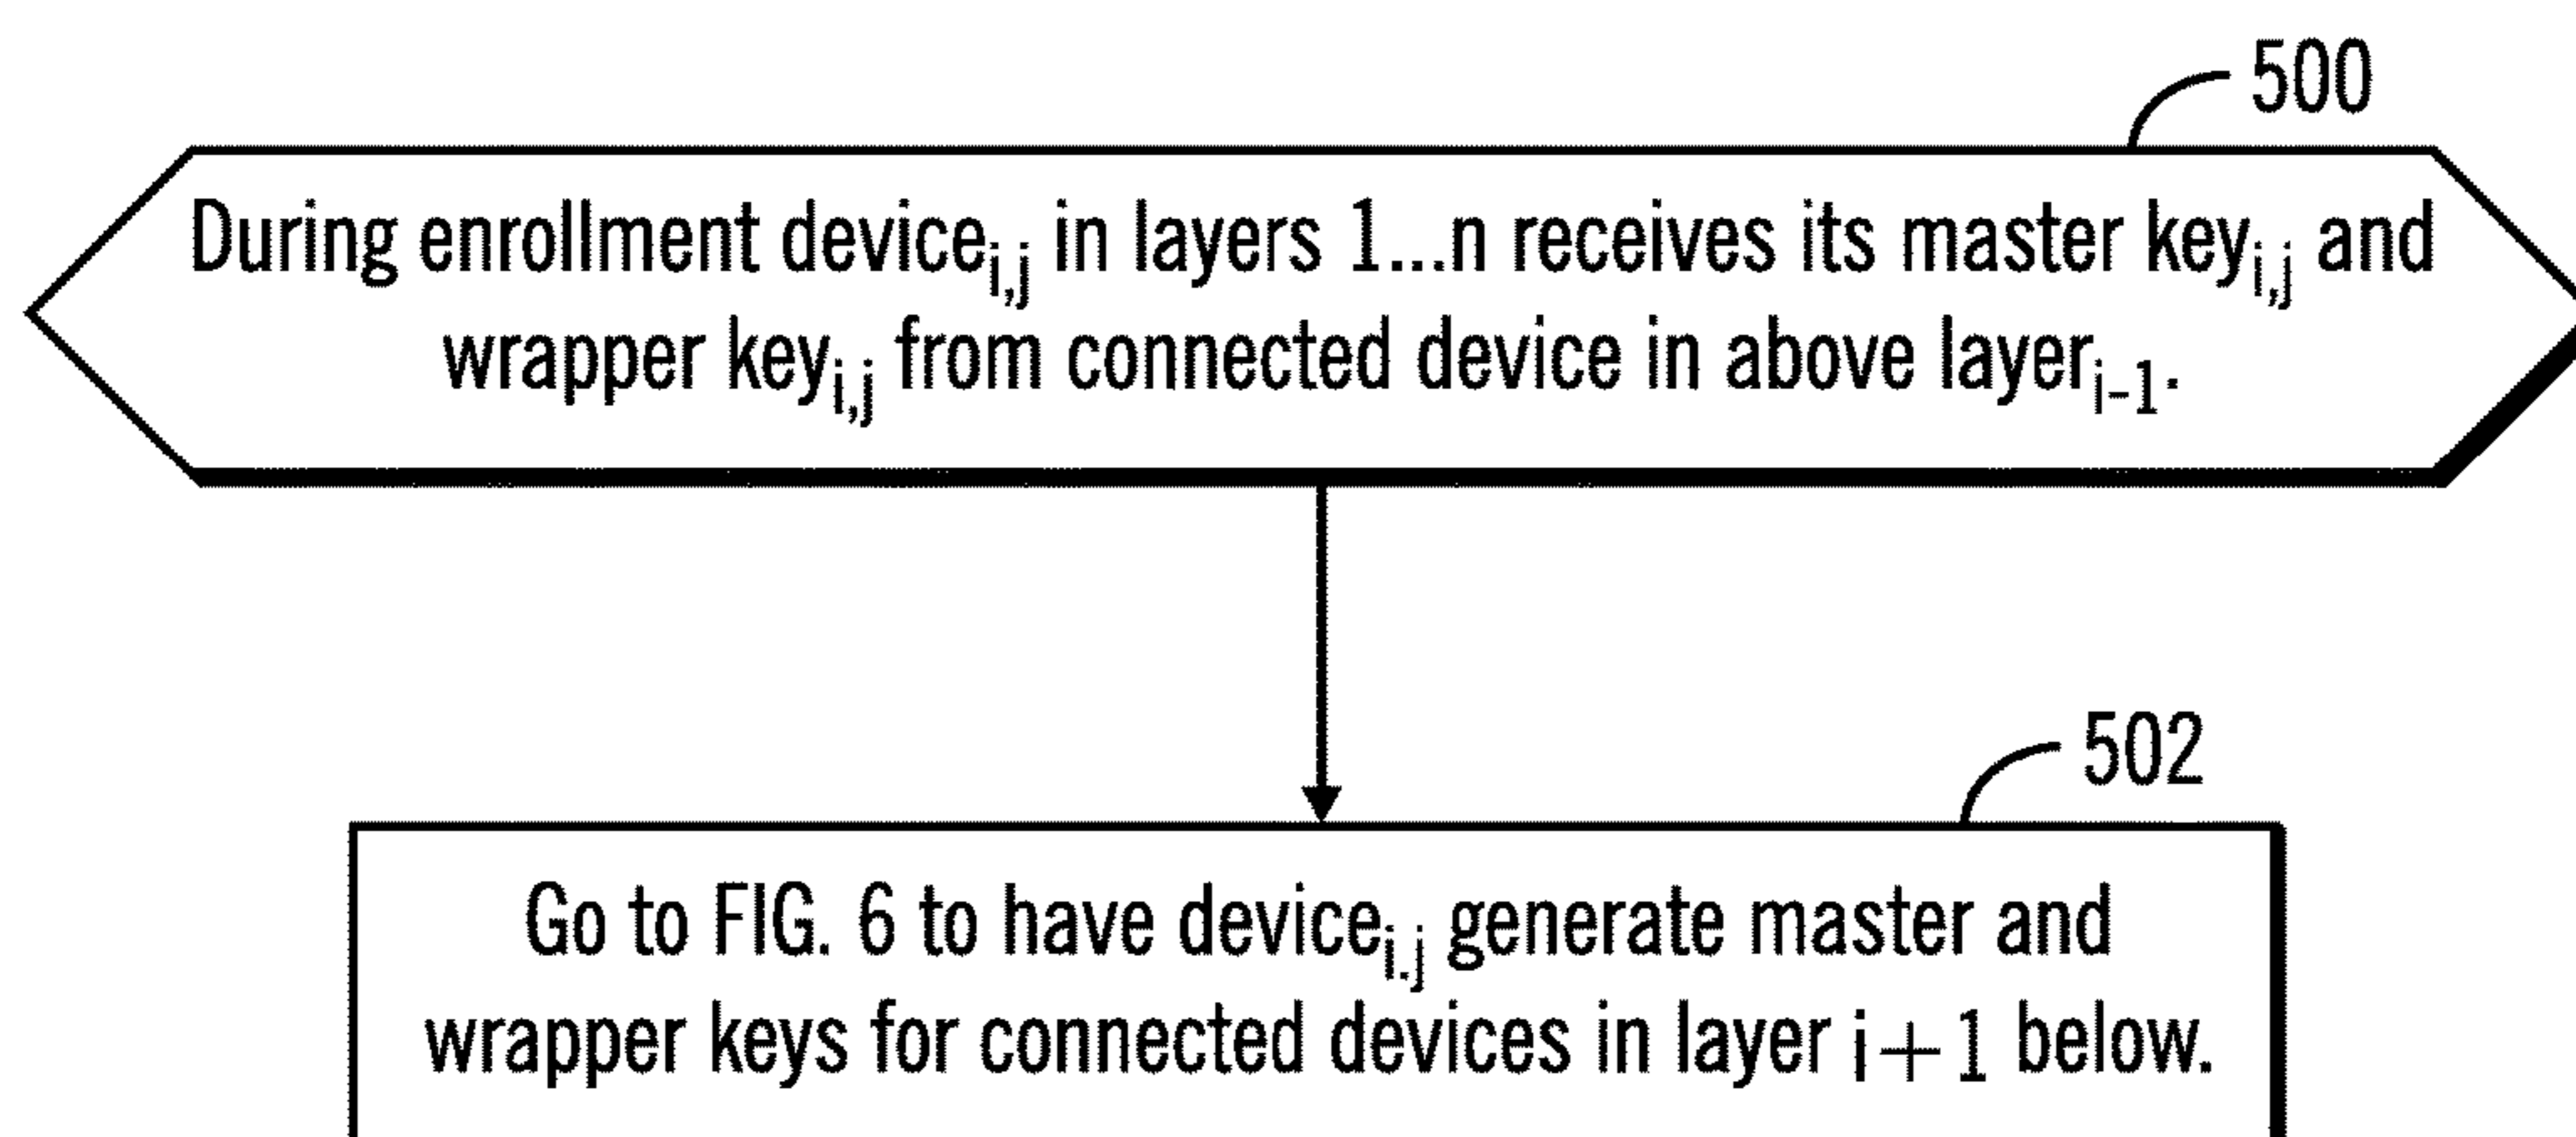 500
During enrollment device_{i,j} in layers 1...n receives its master key_{i,j} and
wrapper key_{i,j} from connected device in above layer_{i-1}.
502
Go to FIG. 6 to have device_{i.j} generate master and
wrapper keys for connected devices in layer i+1 below.